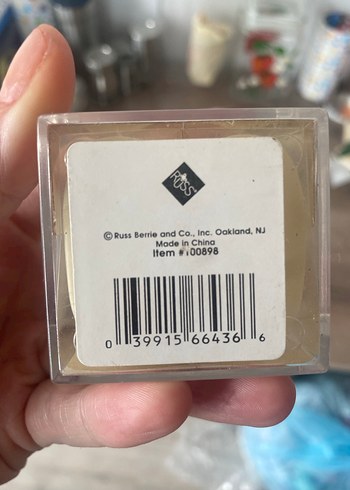 RUSS
© Russ Berrie and Co., Inc. Oakland, NJ
Made in China
Item #100898
0 39915 66436 6